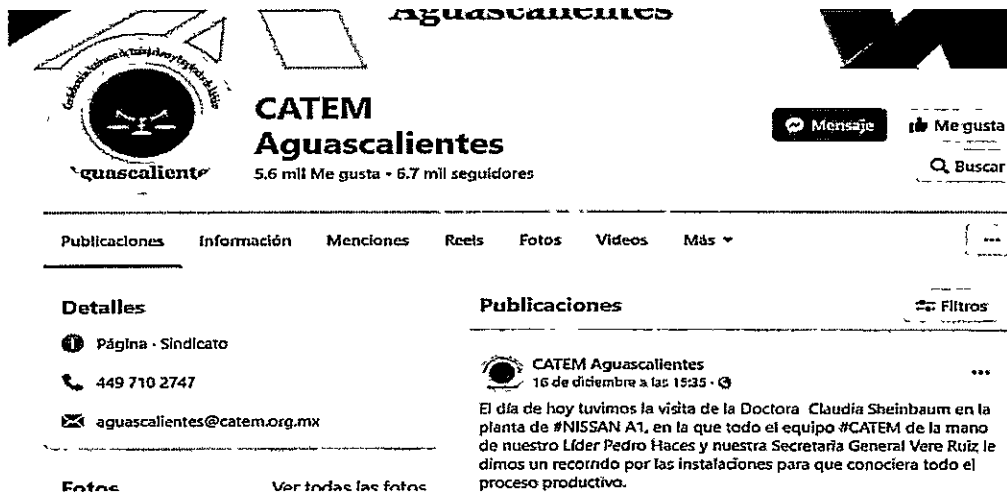 Aguascalientes
CATEM
Aguascalientes
5.6 mil Me gusta • 6.7 mil seguidores
Mensaje
Me gusta
Buscar
Aguascalientes
Publicaciones Información Menciones Reels Fotos Videos Más
Detalles
Página · Sindicato
449 710 2747
aguascalientes@catem.org.mx
Fotos Ver todas las fotos
Publicaciones
Filtros
CATEM Aguascalientes
16 de diciembre a las 15:35 ·
El día de hoy tuvimos la visita de la Doctora Claudia Sheinbaum en la
planta de #NISSAN A1, en la que todo el equipo #CATEM de la mano
de nuestro Líder Pedro Haces y nuestra Secretaria General Vere Ruiz le
dimos un recorrido por las instalaciones para que conociera todo el
proceso productivo.